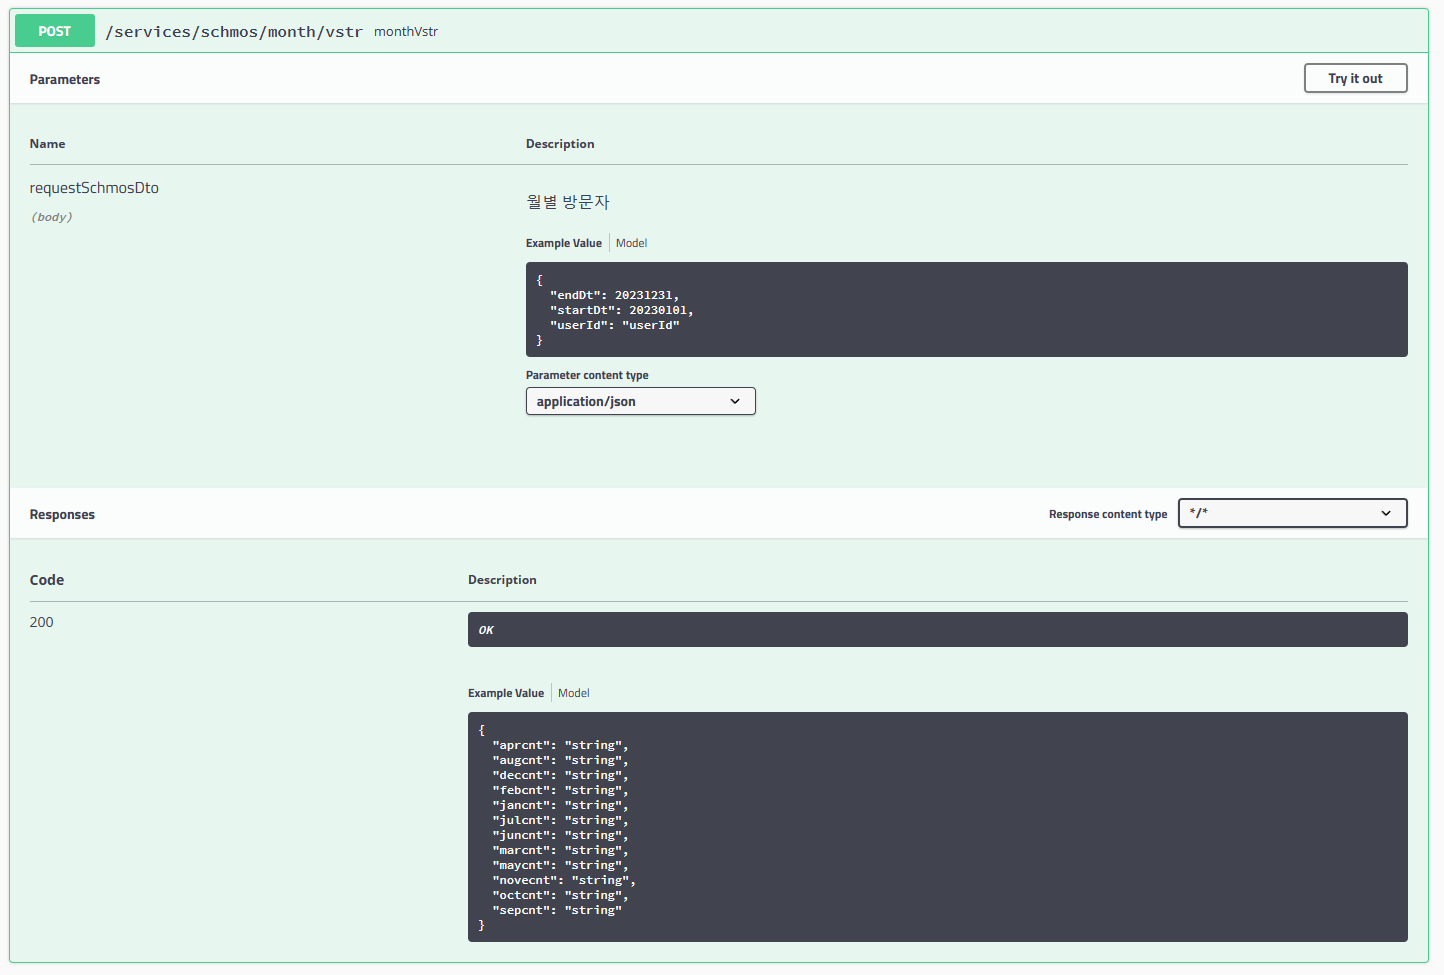 POST /services/schmos/month/vstr monthVstr
Parameters
Try it out
Name Description
requestSchmosDto
(body)
월별 방문자
Example Value Model
{
"endDt": 20231231,
"startDt": 20230101,
"userId": "userId"
}
Parameter content type
application/json
Responses
Response content type
*/*
Code Description
200
OK
Example Value Model
{
"aprcnt": "string",
"augcnt": "string",
"deccnt": "string",
"febcnt": "string",
"jancnt": "string",
"julcnt": "string",
"juncnt": "string",
"marcnt": "string",
"maycnt": "string",
"novecnt": "string",
"octcnt": "string",
"sepcnt": "string"
}